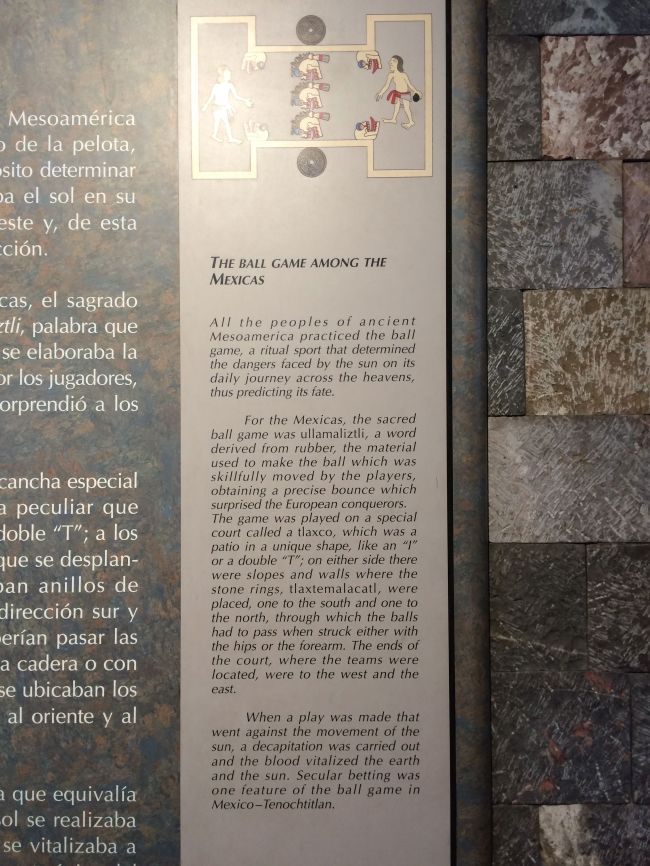 Mesoamérica
de la pelota,
determinar
el sol en su
este y, de esta
el sagrado
palabra que
se elaboraba la
los jugadores,
a los
cancha especial
peculiar que
doble “T”; a los
que se desplan-
anillos de
dirección sur y
pasar las
cadera o con
se ubicaban los
al oriente y al
que equivalía
se realizaba
se vitalizaba a
THE BALL GAME AMONG THE
MEXICAS
All the peoples of ancient
Mesoamerica practiced the ball
game, a ritual sport that determined
the dangers faced by the sun on its
daily journey across the heavens,
thus predicting its fate.
For the Mexicas, the sacred
ball game was ullamaliztli, a word
derived from rubber, the material
used to make the ball which was
skillfully moved by the players,
obtaining a precise bounce which
surprised the European conquerors.
The game was played on a special
court called a tlaxco, which was a
patio in a unique shape, like an “I”
or a double “T”; on either side there
were slopes and walls where the
stone rings, tlaxtemalacatl, were
placed, one to the south and one to
the north, through which the balls
had to pass when struck either with
the hips or the forearm. The ends of
the court, where the teams were
located, were to the west and the
east.
When a play was made that
went against the movement of the
sun, a decapitation was carried out
and the blood vitalized the earth
and the sun. Secular betting was
one feature of the ball game in
Mexico–Tenochtitlan.